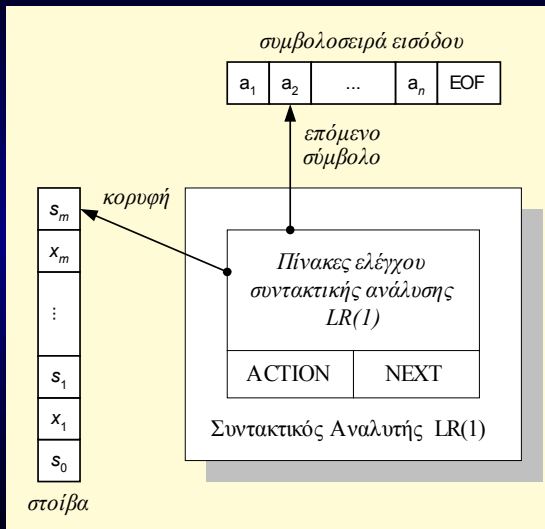 συμβολοσειρά εισόδου
a1 a2 ... an EOF
επόμενο
σύμβολο
κορυφή
sm
xm
...
s1
x1
s0
στοίβα
Πίνακες ελέγχου
συντακτικής ανάλυσης
LR(1)
ACTION NEXT
Συντακτικός Αναλυτής LR(1)